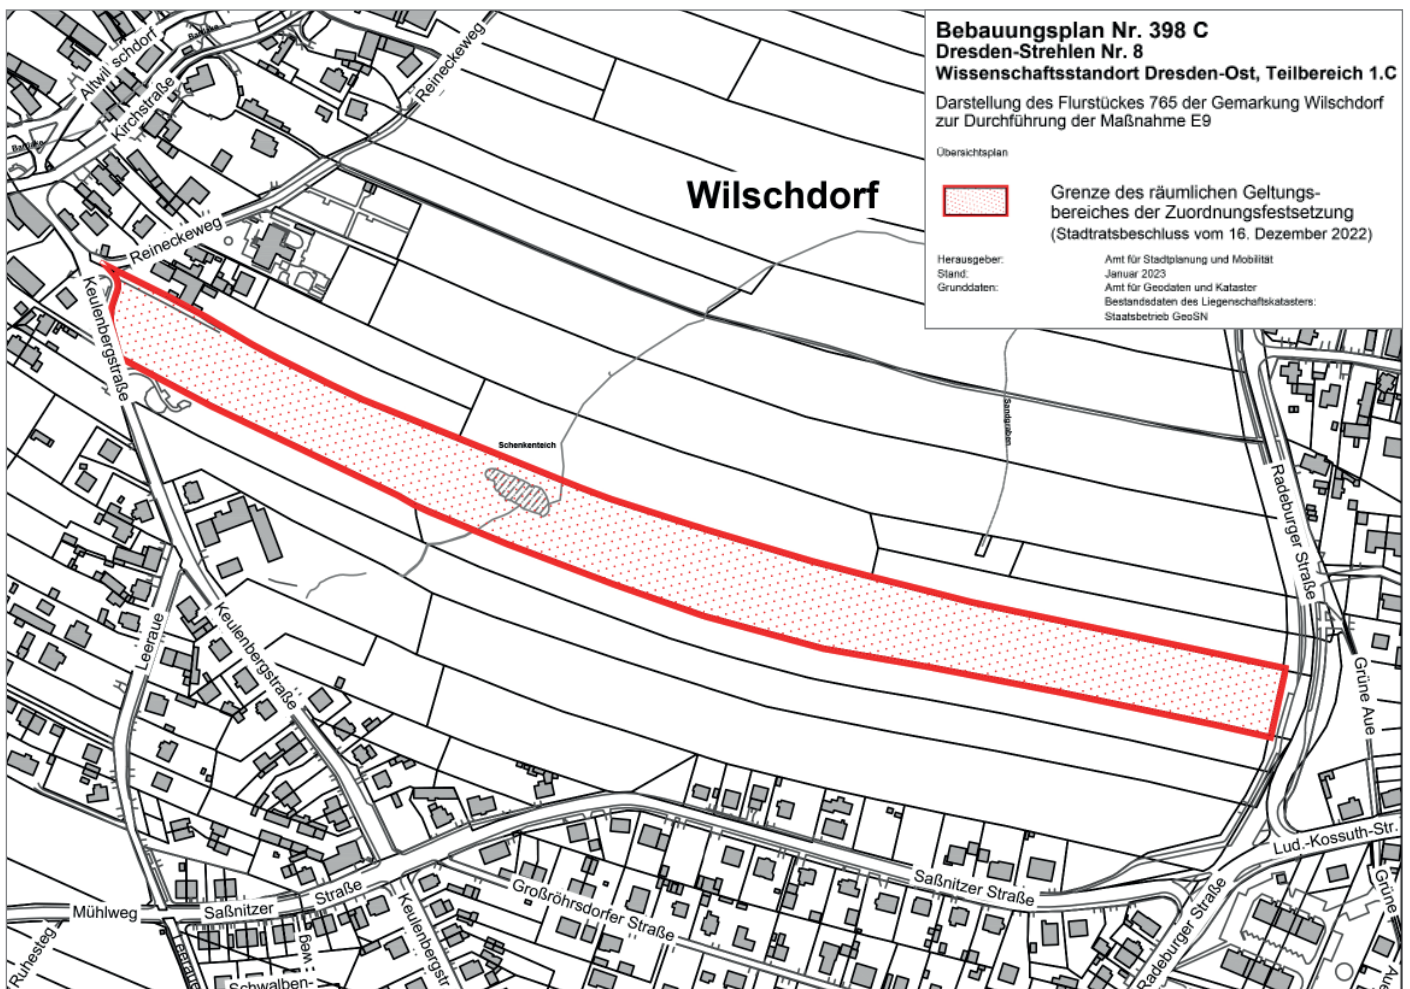 Bebauungsplan Nr. 398 C
Dresden-Strehlen Nr. 8
Wissenschaftsstandort Dresden-Ost, Teilbereich 1.C
Darstellung des Flurstückes 765 der Gemarkung Wilschdorf
zur Durchführung der Maßnahme E9
Übersichtsplan
Grenze des räumlichen Geltungs-
bereiches der Zuordnungsfestsetzung
(Stadtratsbeschluss vom 16. Dezember 2022)
Herausgeber: Amt für Stadtplanung und Mobilität
Stand: Januar 2023
Grunddaten: Amt für Geodaten und Kataster
Bestandsdaten des Liegenschaftskatasters:
Staatsbetrieb GeoSN
Altwilschdorf
Kirchstraße
Reineckeweg
Wilschdorf
Reineckeweg
Keulenbergstraße
Schenkenteich
Sandgraben
Radeburger Straße
Leeraue
Keulenbergstraße
Grüne Aue
Lud.-Kossuth-Str.
Saßnitzer Straße
Großröhrsdorfer Straße
Saßnitzer Straße
Mühlweg
Ruhesteg
Keulenbergstr
Radeburger Straße
Grüne
Schwalben-
weg